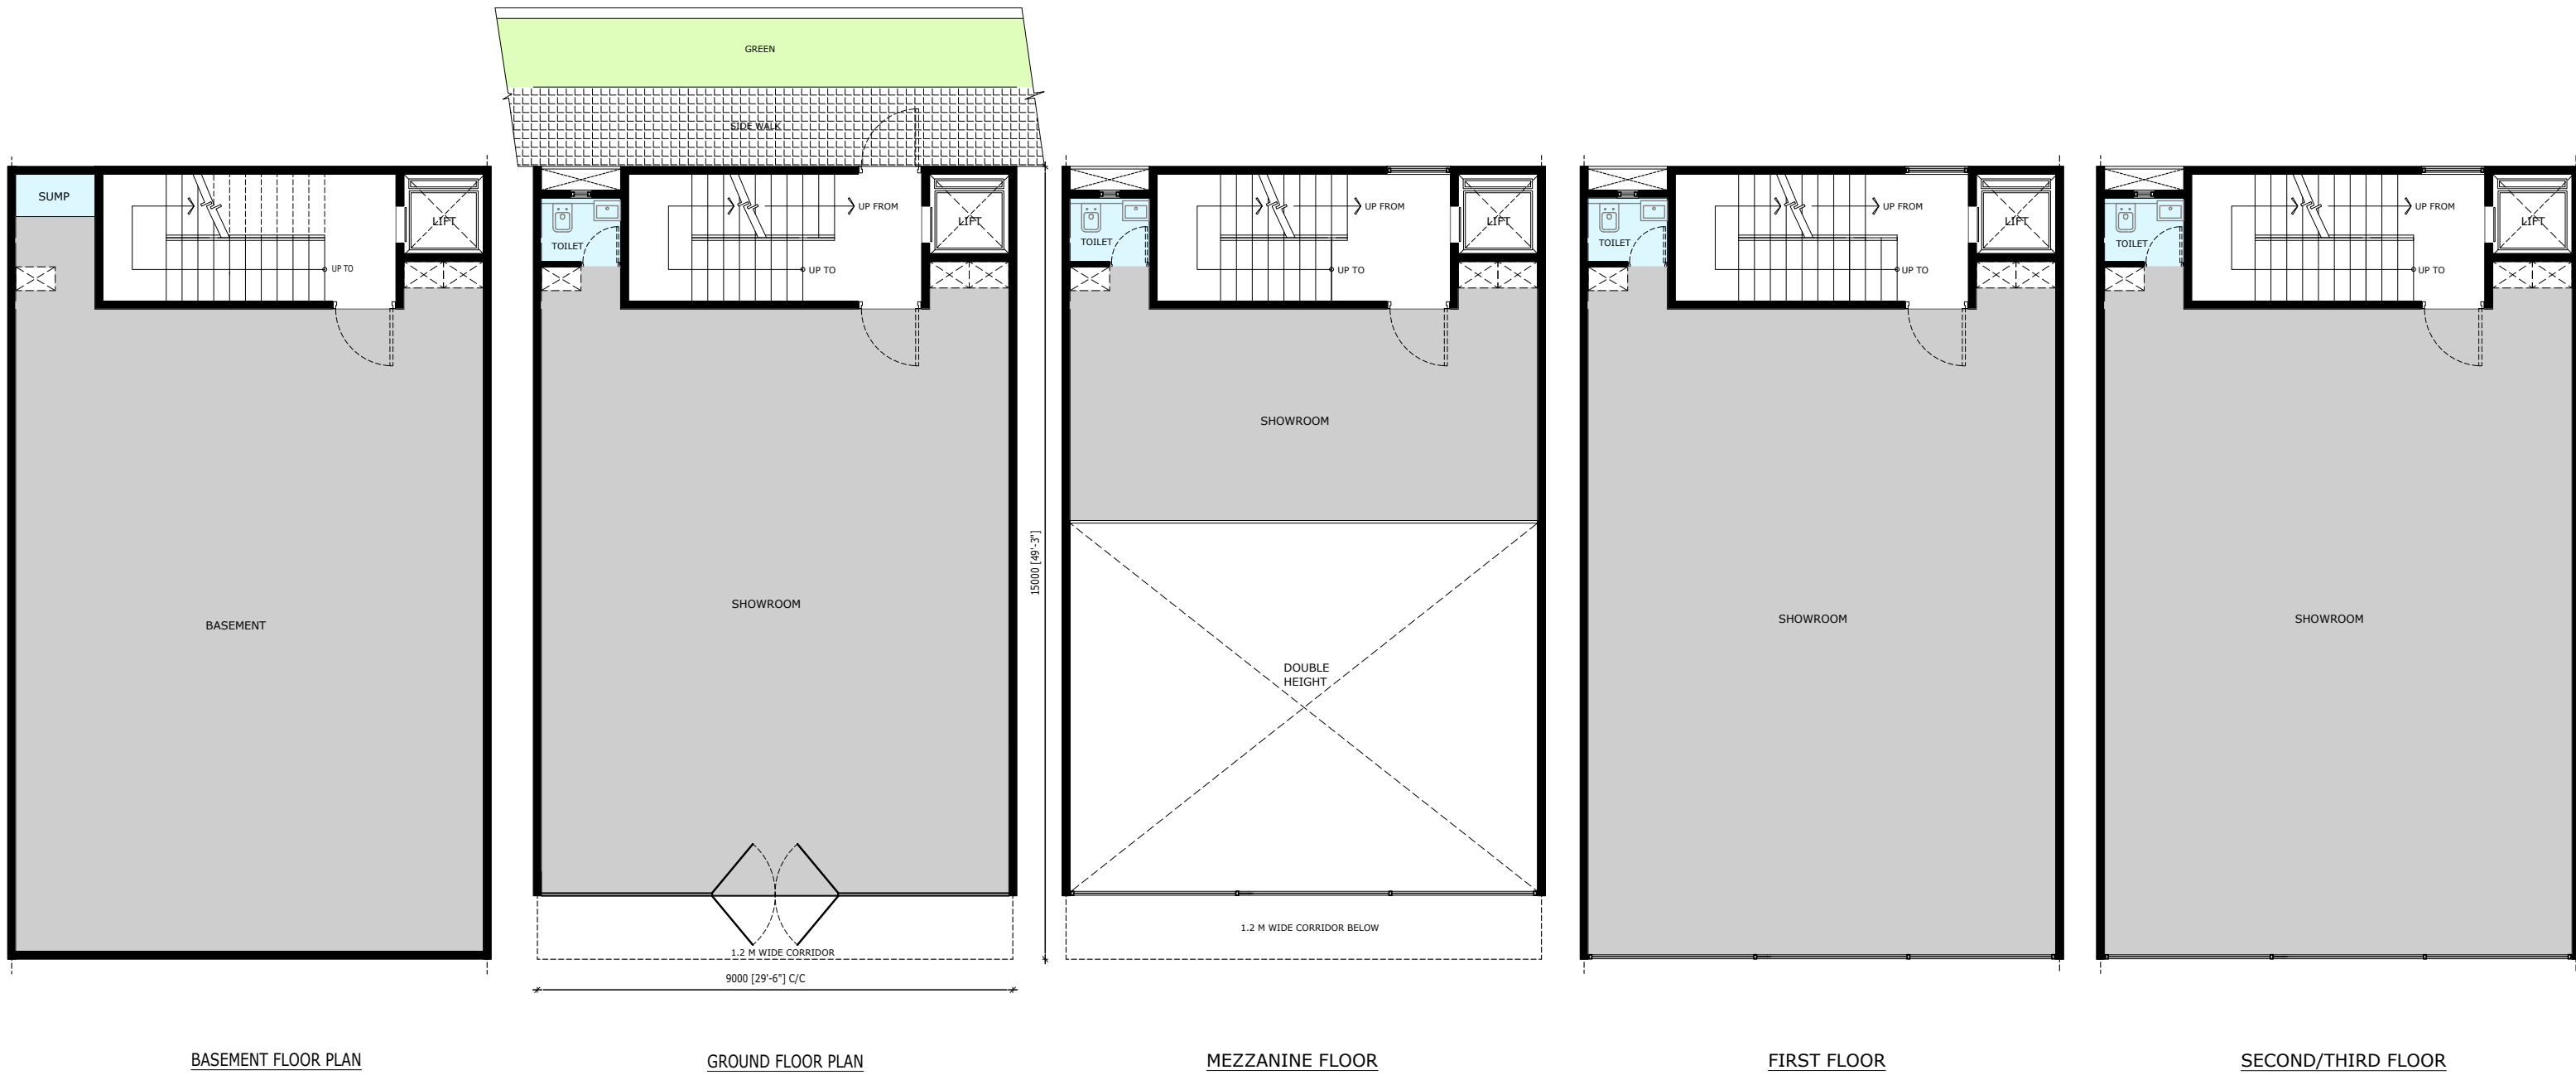 SUMP
LIFT
UP TO
BASEMENT
BASEMENT FLOOR PLAN
GREEN
SIDE WALK
UP FROM
LIFT
TOILET
UP TO
SHOWROOM
15000 [49'-3"]
1.2 M WIDE CORRIDOR
9000 [29'-6"] C/C
GROUND FLOOR PLAN
UP FROM
LIFT
TOILET
UP TO
SHOWROOM
DOUBLE
HEIGHT
1.2 M WIDE CORRIDOR BELOW
MEZZANINE FLOOR
UP FROM
LIFT
TOILET
UP TO
SHOWROOM
FIRST FLOOR
UP FROM
LIFT
TOILET
UP TO
SHOWROOM
SECOND/THIRD FLOOR